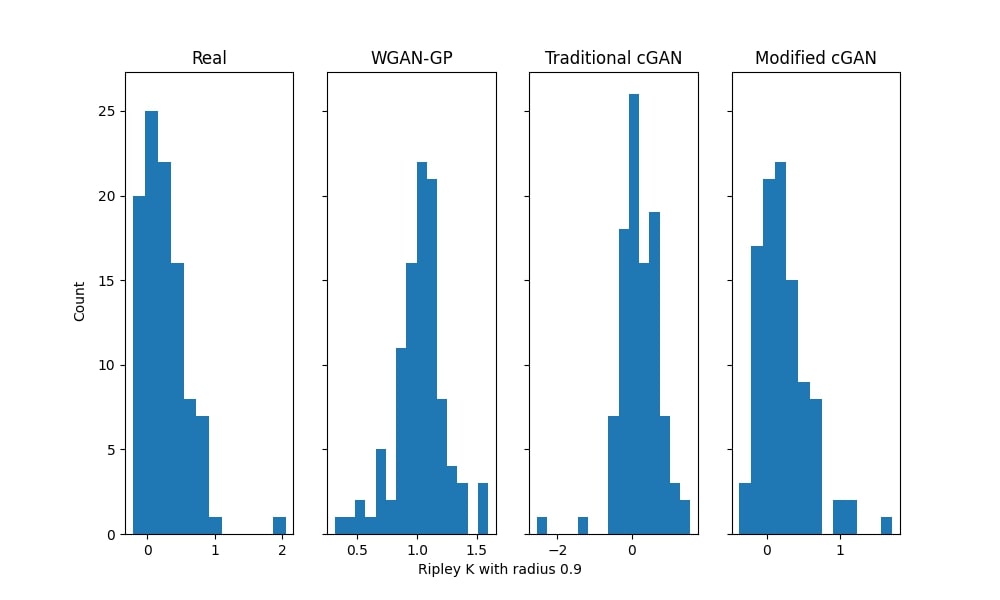 Real WGAN-GP Traditional cGAN Modified cGAN
25
20
15
10
5
0
Count
0 1 2 0.5 1.0 1.5 −2 0 0 1
Ripley K with radius 0.9